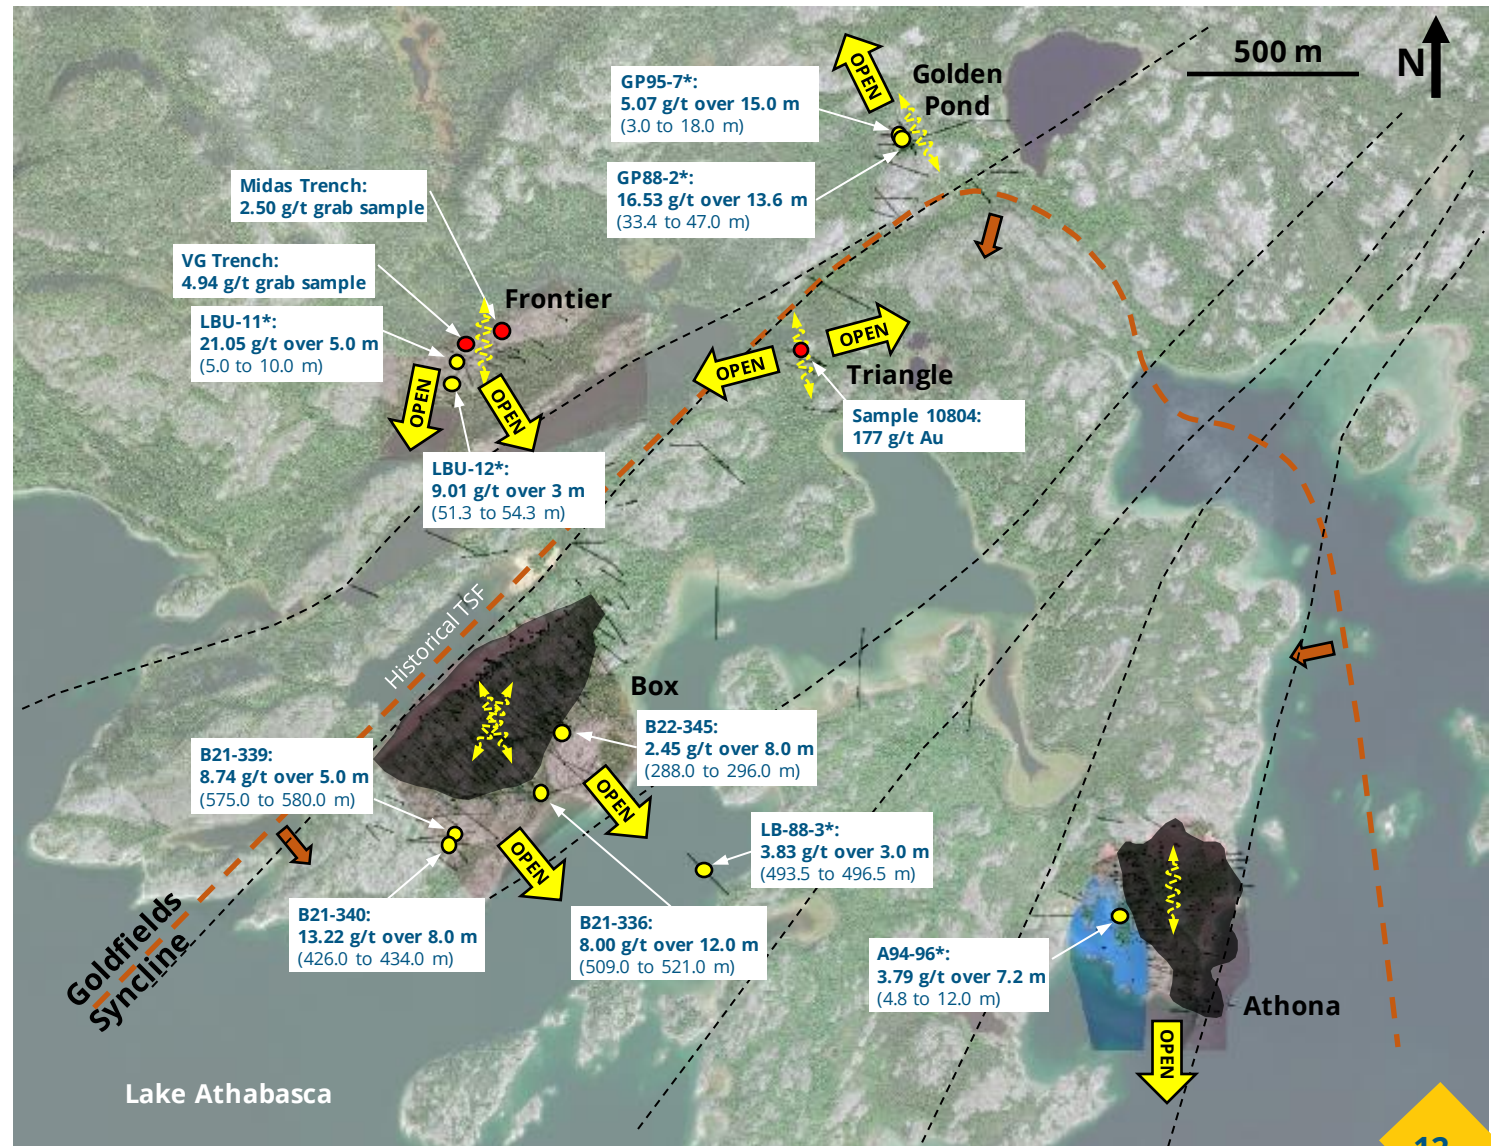 500 m
N
OPEN
Golden
Pond
GP95-7*:
5.07 g/t over 15.0 m
(3.0 to 18.0 m)
GP88-2*:
16.53 g/t over 13.6 m
(33.4 to 47.0 m)
Midas Trench:
2.50 g/t grab sample
VG Trench:
4.94 g/t grab sample
Frontier
LBU-11*:
21.05 g/t over 5.0 m
(5.0 to 10.0 m)
OPEN
OPEN
LBU-12*:
9.01 g/t over 3 m
(51.3 to 54.3 m)
OPEN
OPEN
Triangle
Sample 10804:
177 g/t Au
Historical TSF
Box
B22-345:
2.45 g/t over 8.0 m
(288.0 to 296.0 m)
B21-339:
8.74 g/t over 5.0 m
(575.0 to 580.0 m)
OPEN
OPEN
LB-88-3*:
3.83 g/t over 3.0 m
(493.5 to 496.5 m)
B21-340:
13.22 g/t over 8.0 m
(426.0 to 434.0 m)
B21-336:
8.00 g/t over 12.0 m
(509.0 to 521.0 m)
A94-96*:
3.79 g/t over 7.2 m
(4.8 to 12.0 m)
Goldfields
Syncline
Athona
OPEN
Lake Athabasca